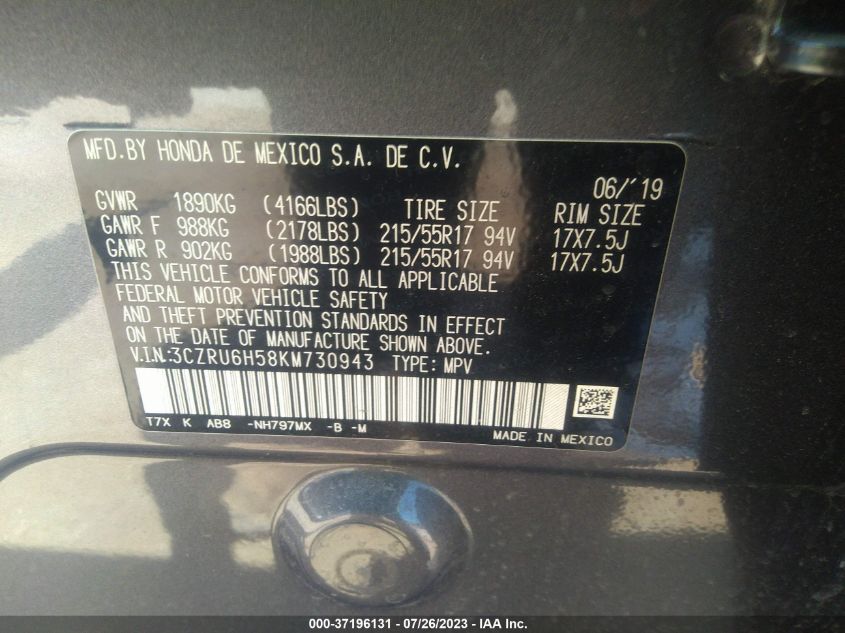 MFD.BY HONDA DE MEXICO S.A. DE C.V.
06/'19
GVWR 1890KG (4166LBS) TIRE SIZE RIM SIZE
GAWR F 988KG (2178LBS) 215/55R17 94V 17X7.5J
GAWR R 902KG (1988LBS) 215/55R17 94V 17X7.5J
THIS VEHICLE CONFORMS TO ALL APPLICABLE
FEDERAL MOTOR VEHICLE SAFETY
AND THEFT PREVENTION STANDARDS IN EFFECT
ON THE DATE OF MANUFACTURE SHOWN ABOVE.
V.I.N.:3CZRU6H58KM730943 TYPE: MPV
T7X K AB8 -NH797MX -B -M
MADE IN MEXICO
000-37196131 - 07/26/2023 - IAA Inc.